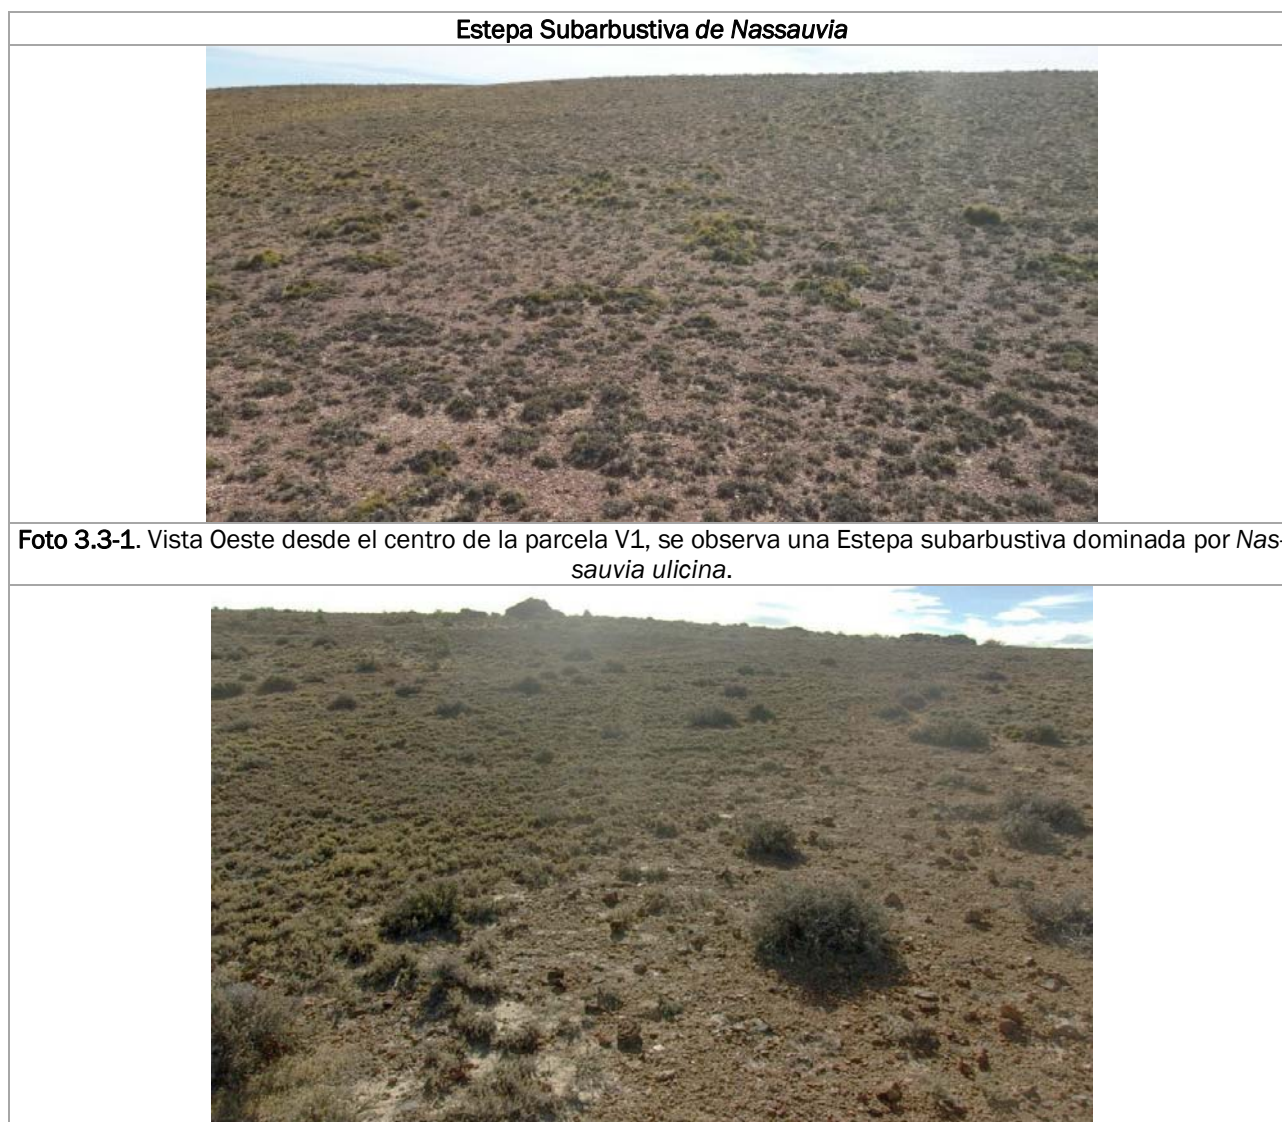 Estepa Subarbustiva de Nassauvia
Foto 3.3-1. Vista Oeste desde el centro de la parcela V1, se observa una Estepa subarbustiva dominada por Nas-
sauvia ulicina.